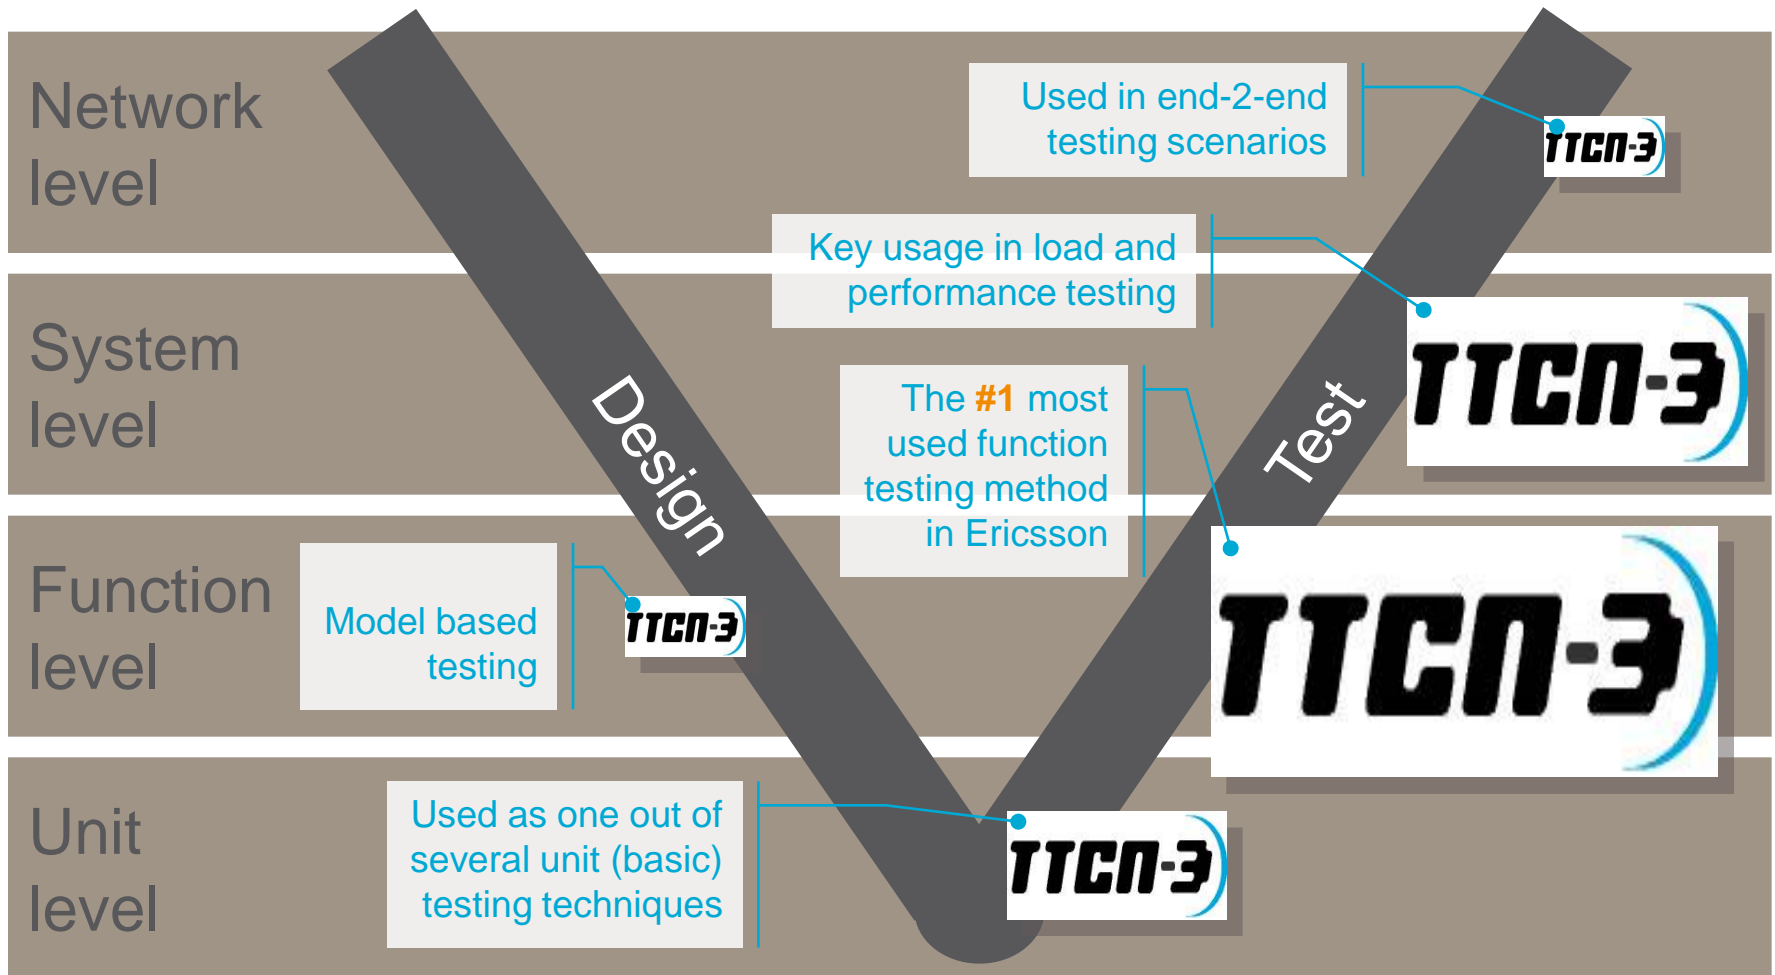 Network
level
Used in end-2-end
testing scenarios
TTCN-3
Key usage in load and
performance testing
System
level
TTCN-3
Design
Test
The #1 most
used function
testing method
in Ericsson
Function
level
Model based
testing
TTCN-3
TTCN-3
Unit
level
Used as one out of
several unit (basic)
testing techniques
TTCN-3